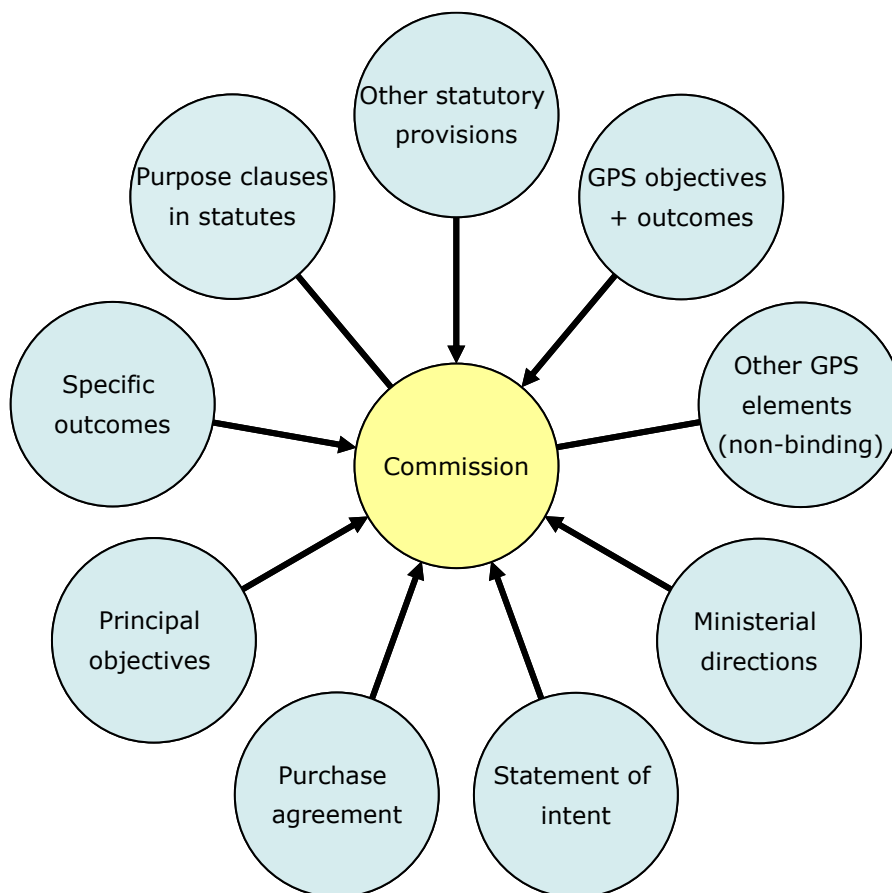 Other statutory
provisions
Purpose clauses
in statutes
GPS objectives
+ outcomes
Specific
outcomes
Other GPS
elements
(non-binding)
Commission
Principal
objectives
Ministerial
directions
Purchase
agreement
Statement of
intent